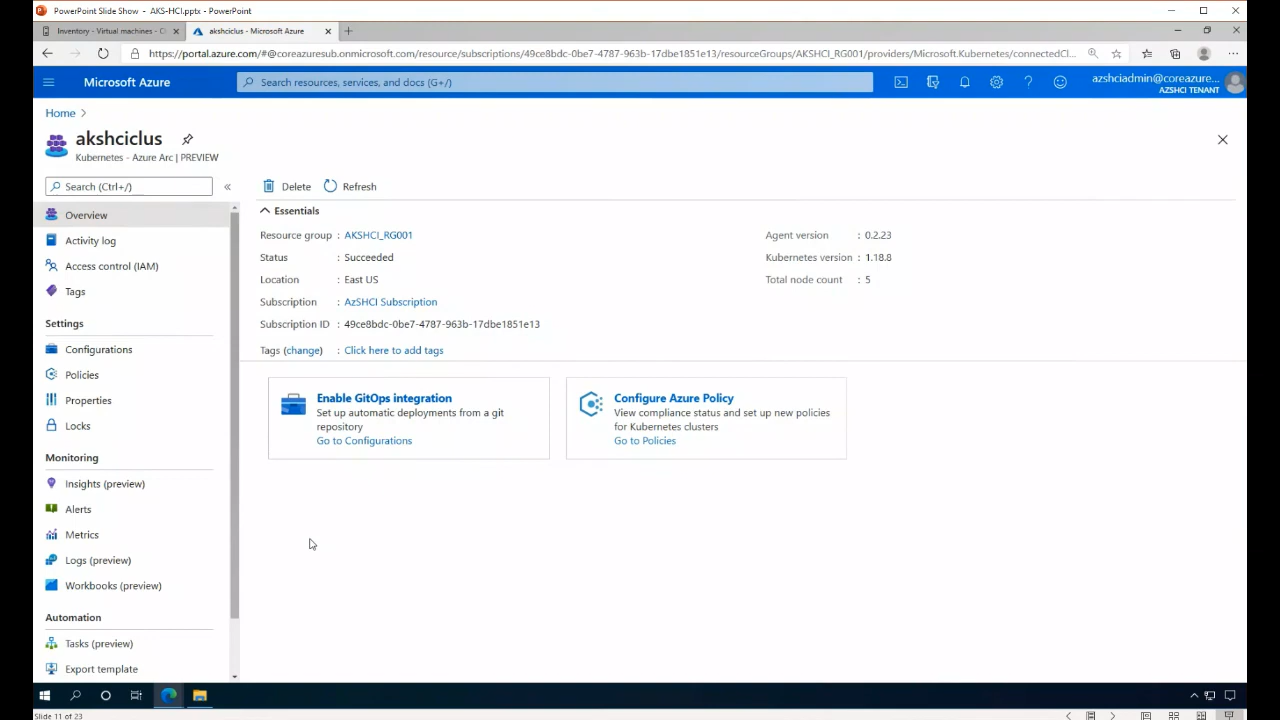 PowerPoint Slide Show - AKS-HCI.pptx - PowerPoint
Inventory - Virtual machines - C
akshciclus - Microsoft Azure
https://portal.azure.com/#@coreazuresub.onmicrosoft.com/resource/subscriptions/49ce8bdc-0be7-4787-963b-17dbe1851e13/resourceGroups/AKSHCI_RG001/providers/Microsoft.Kubernetes/connectedCl...
Microsoft Azure
Search resources, services, and docs (G+/)
azshciadmin@coreazure...
AZSHCI TENANT
Home >
akshciclus
Kubernetes - Azure Arc | PREVIEW
Search (Ctrl+/)
«
Delete
Refresh
Overview
Activity log
Access control (IAM)
Tags
Settings
Configurations
Policies
Properties
Locks
Monitoring
Insights (preview)
Alerts
Metrics
Logs (preview)
Workbooks (preview)
Automation
Tasks (preview)
Export template
Essentials
Resource group : AKSHCI_RG001
Status : Succeeded
Location : East US
Subscription : AzSHCI Subscription
Subscription ID : 49ce8bdc-0be7-4787-963b-17dbe1851e13
Tags (change) : Click here to add tags
Agent version : 0.2.23
Kubernetes version : 1.18.8
Total node count : 5
Enable GitOps integration
Set up automatic deployments from a git
repository
Go to Configurations
Configure Azure Policy
View compliance status and set up new policies
for Kubernetes clusters
Go to Policies
Slide 11 of 23